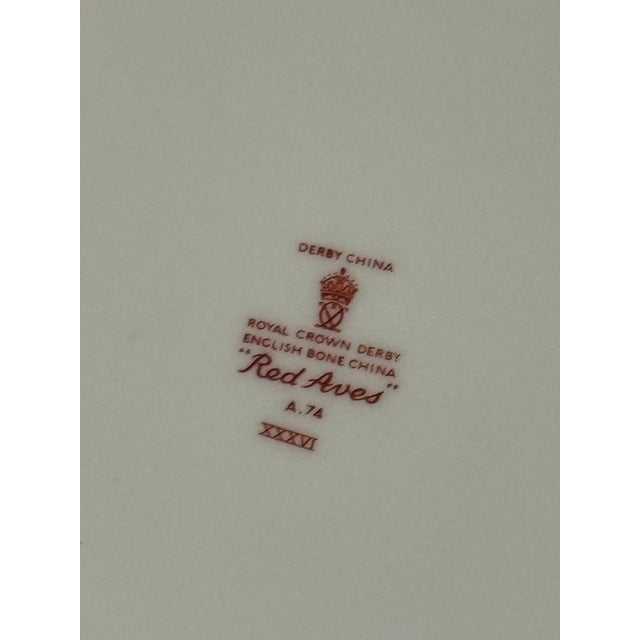 DERBY CHINA
ROYAL CROWN DERBY
ENGLISH BONE CHINA
"Red Aves"
A.74
XXXVI